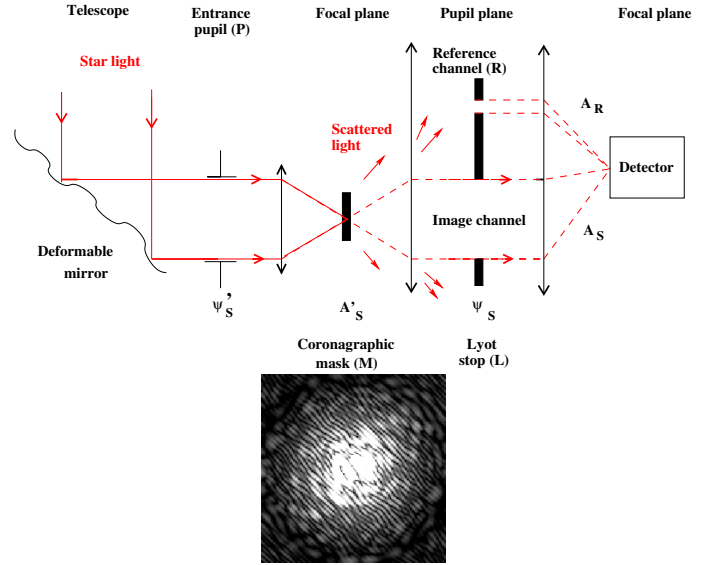 Telescope
Entrance
pupil (P)
Focal plane
Pupil plane
Focal plane
Star light
Reference
channel (R)
A R
Scattered
light
Detector
Image channel
A S
Deformable
mirror
Ψ S '
A' S
Ψ S
Coronagraphic
mask (M)
Lyot
stop (L)